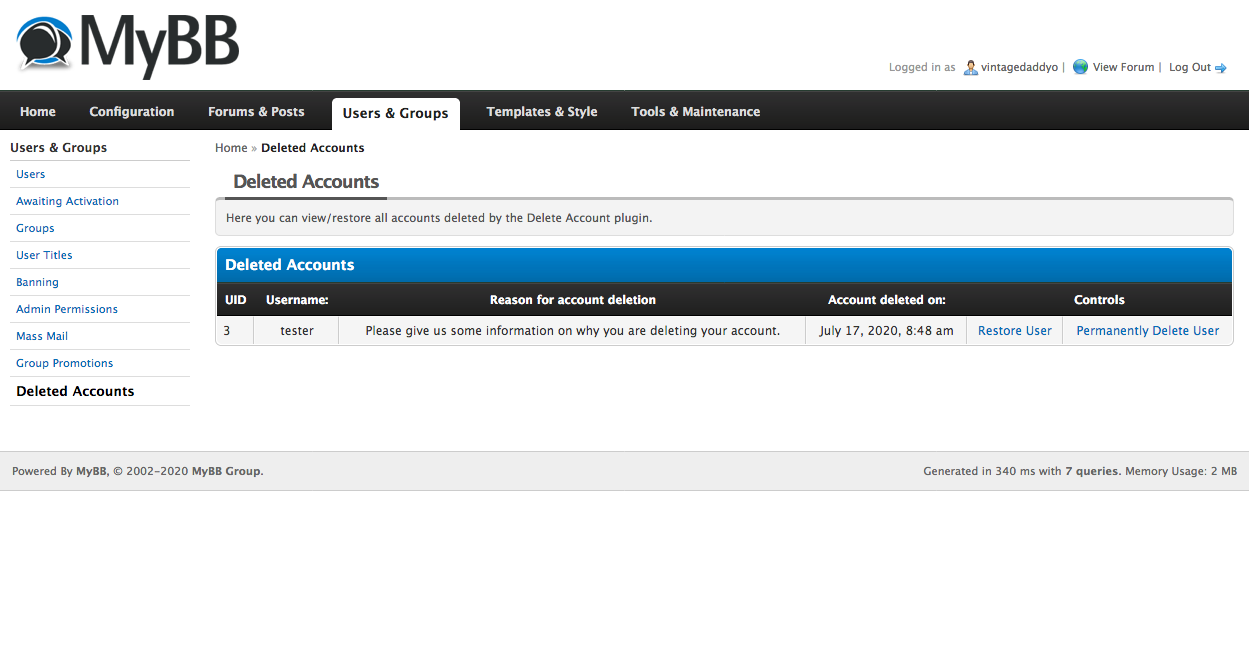 MyBB
Logged in as vintagedaddyo | View Forum | Log Out
Home Configuration Forums & Posts Users & Groups Templates & Style Tools & Maintenance
Users & Groups
Users
Awaiting Activation
Groups
User Titles
Banning
Admin Permissions
Mass Mail
Group Promotions
Deleted Accounts
Home » Deleted Accounts
Deleted Accounts
Here you can view/restore all accounts deleted by the Delete Account plugin.
Deleted Accounts
UID Username: Reason for account deletion Account deleted on: Controls
3 tester Please give us some information on why you are deleting your account. July 17, 2020, 8:48 am Restore User Permanently Delete User
Powered By MyBB, © 2002-2020 MyBB Group. Generated in 340 ms with 7 queries. Memory Usage: 2 MB